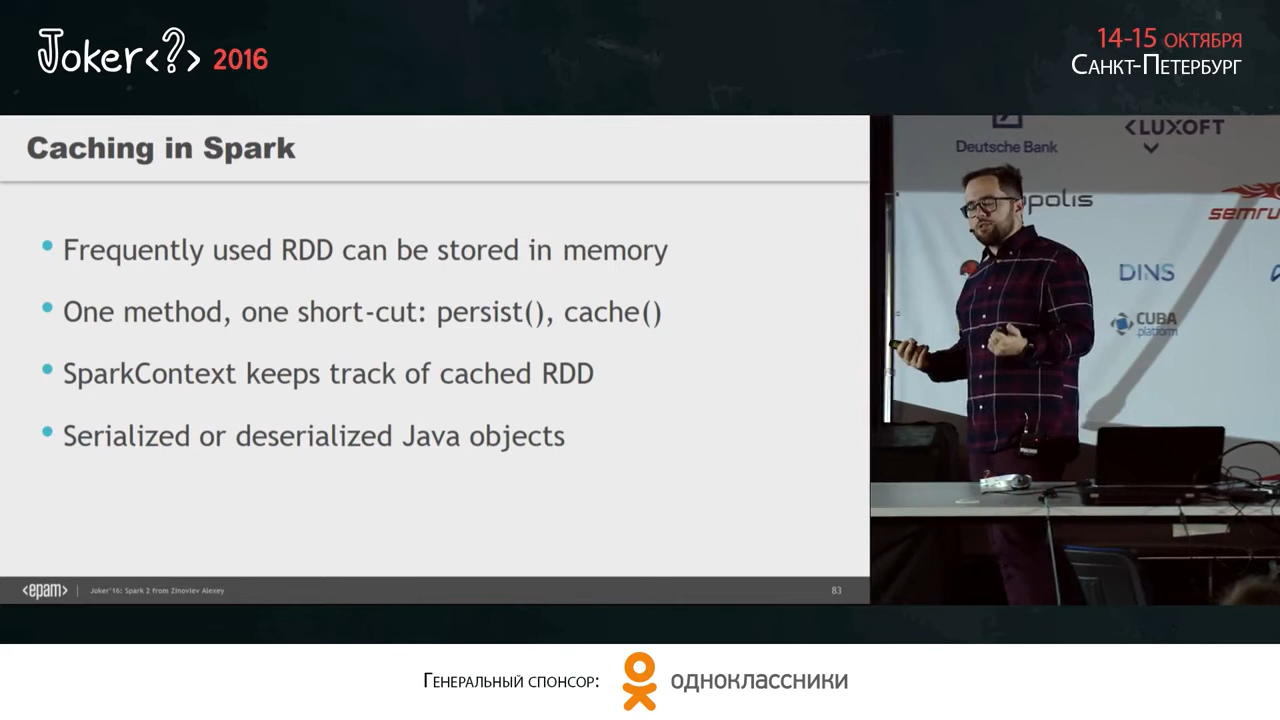 Joker<?> 2016
14-15 октября
Санкт-Петербург
Caching in Spark
• Frequently used RDD can be stored in memory
• One method, one short-cut: persist(), cache()
• SparkContext keeps track of cached RDD
• Serialized or deserialized Java objects
<epam> | Joker'16: Spark 2 from Zinoviev Alexey
83
Deutsche Bank
<LUXOFT
semru
DINS
CUBA
platform
Генеральный спонсор:
одноклассники